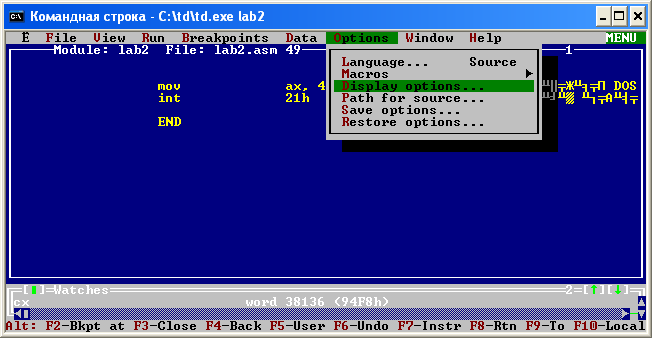 Командная строка - C:\td\td.exe lab2
Ë File View Run Breakpoints Data Options Window Help MENU
Module: lab2 File: lab2.asm 49 1
Language... Source
Macros
mov ax, 4
Display options...
DOS
int 21h
Path for source...
Save options...
END
Restore options...
Watches 2
cx word 38136 (94F8h)
Alt: F2-Bkpt at F3-Close F4-Back F5-User F6-Undo F7-Instr F8-Rtn F9-To F10-Local